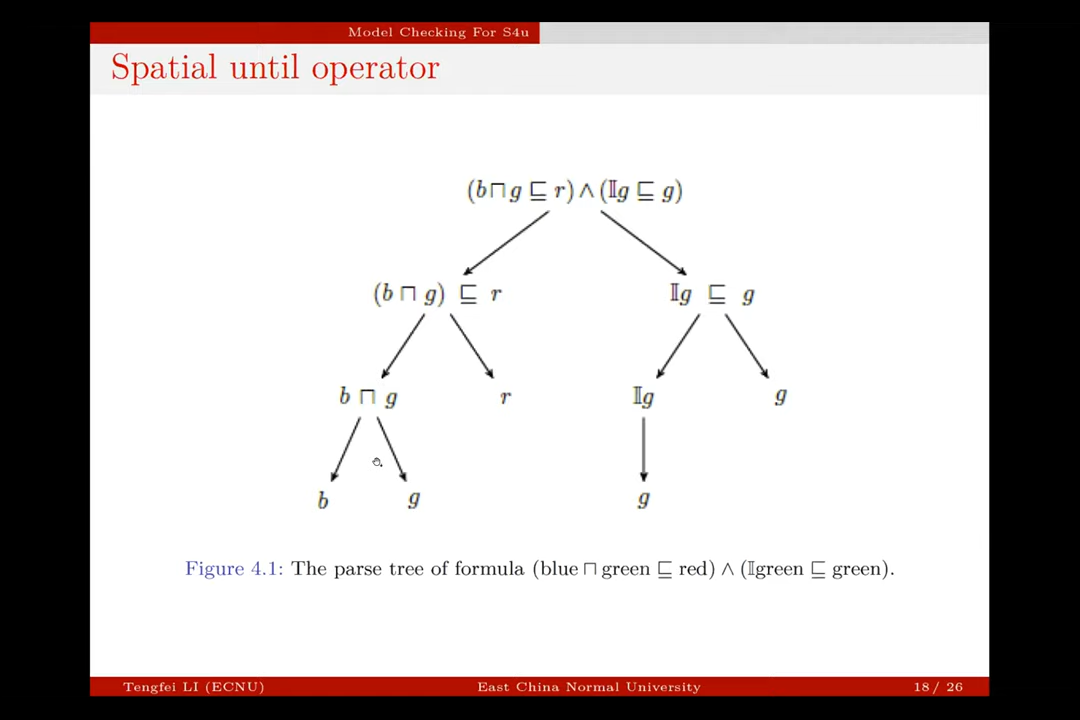 Model Checking For S4u
Spatial until operator
(b ⊓ g ⊑ r) ∧ (𝕀g ⊑ g)
(b ⊓ g) ⊑ r
𝕀g ⊑ g
b ⊓ g
r
𝕀g
g
b
g
g
Figure 4.1: The parse tree of formula (blue ⊓ green ⊑ red) ∧ (𝕀green ⊑ green).
Tengfei LI (ECNU)
East China Normal University
18 / 26